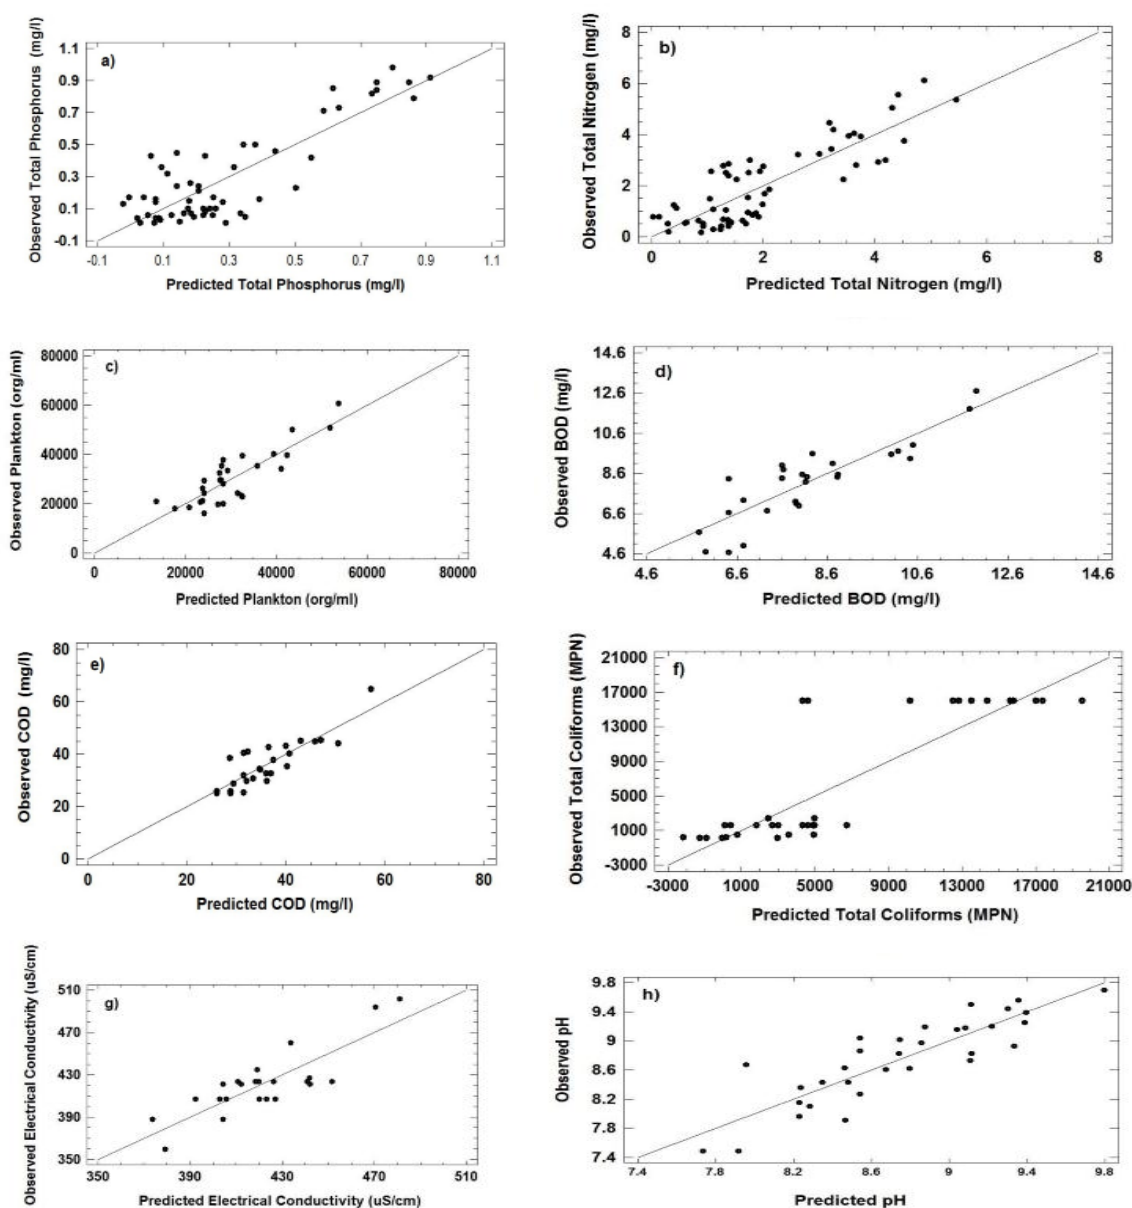 a)
Observed Total Phosphorus (mg/l)
1.1
0.9
0.7
0.5
0.3
0.1
-0.1
-0.1 0.1 0.3 0.5 0.7 0.9 1.1
Predicted Total Phosphorus (mg/l)
b)
Observed Total Nitrogen (mg/l)
8
6
4
2
0
0 2 4 6 8
Predicted Total Nitrogen (mg/l)
c)
Observed Plankton (org/ml)
80000
60000
40000
20000
0
0 20000 40000 60000 80000
Predicted Plankton (org/ml)
d)
Observed BOD (mg/l)
14.6
12.6
10.6
8.6
6.6
4.6
4.6 6.6 8.6 10.6 12.6 14.6
Predicted BOD (mg/l)
e)
Observed COD (mg/l)
80
60
40
20
0
0 20 40 60 80
Predicted COD (mg/l)
f)
Observed Total Coliforms (MPN)
21000
17000
13000
9000
5000
1000
-3000
-3000 1000 5000 9000 13000 17000 21000
Predicted Total Coliforms (MPN)
g)
Observed Electrical Conductivity (uS/cm)
510
470
430
390
350
350 390 430 470 510
Predicted Electrical Conductivity (uS/cm)
h)
Observed pH
9.8
9.4
9
8.6
8.2
7.8
7.4
7.4 7.8 8.2 8.6 9 9.4 9.8
Predicted pH